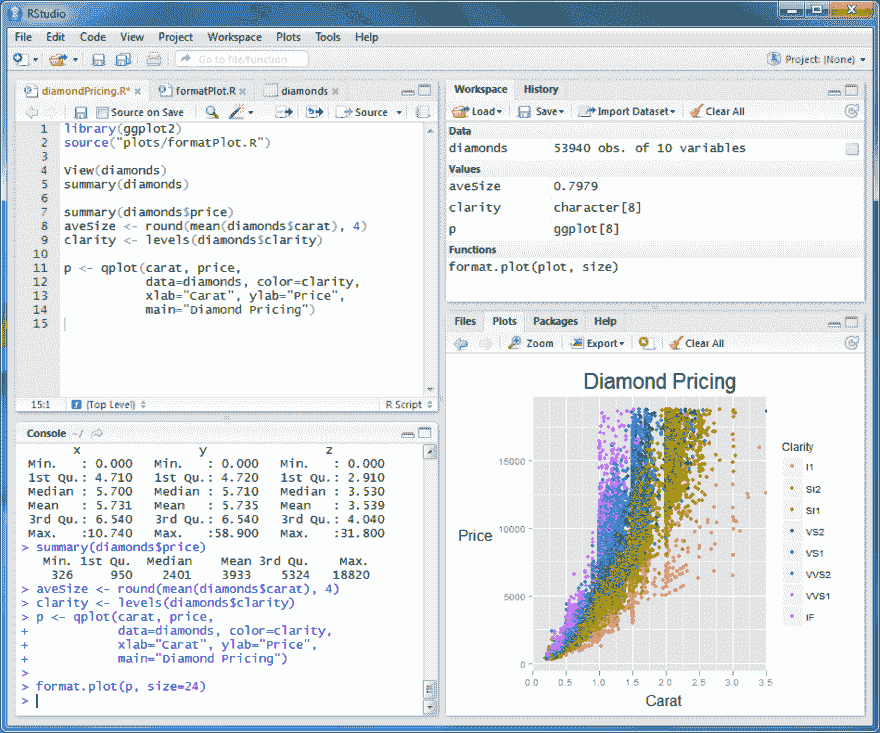 RStudio
File Edit Code View Project Workspace Plots Tools Help
Go to file/function
Project: (None)
diamondPricing.R* formatPlot.R diamonds
Source on Save Source
1 library(ggplot2)
2 source("plots/formatPlot.R")
3
4 View(diamonds)
5 summary(diamonds)
6
7 summary(diamonds$price)
8 aveSize <- round(mean(diamonds$carat), 4)
9 clarity <- levels(diamonds$clarity)
10
11 p <- qplot(carat, price,
12 data=diamonds, color=clarity,
13 xlab="Carat", ylab="Price",
14 main="Diamond Pricing")
15
15:1 (Top Level) R Script
Console ~/
x y z
Min. : 0.000 Min. : 0.000 Min. : 0.000
1st Qu.: 4.710 1st Qu.: 4.720 1st Qu.: 2.910
Median : 5.700 Median : 5.710 Median : 3.530
Mean : 5.731 Mean : 5.735 Mean : 3.539
3rd Qu.: 6.540 3rd Qu.: 6.540 3rd Qu.: 4.040
Max. :10.740 Max. :58.900 Max. :31.800
> summary(diamonds$price)
Min. 1st Qu. Median Mean 3rd Qu. Max.
326 950 2401 3933 5324 18820
> aveSize <- round(mean(diamonds$carat), 4)
> clarity <- levels(diamonds$clarity)
> p <- qplot(carat, price,
+ data=diamonds, color=clarity,
+ xlab="Carat", ylab="Price",
+ main="Diamond Pricing")
>
> format.plot(p, size=24)
>
Workspace History
Load Save Import Dataset Clear All
Data
diamonds 53940 obs. of 10 variables
Values
aveSize 0.7979
clarity character[8]
p ggplot[8]
Functions
format.plot(plot, size)
Files Plots Packages Help
Zoom Export Clear All
Diamond Pricing
Clarity
I1
SI2
SI1
VS2
VS1
VVS2
VVS1
IF
Price
15000
10000
5000
0
0.0 0.5 1.0 1.5 2.0 2.5 3.0 3.5
Carat